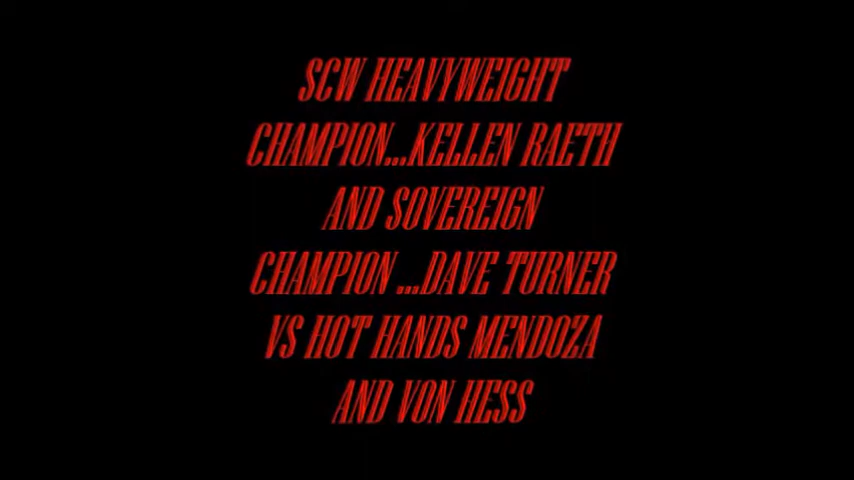 SCW HEAVYWEIGHT
CHAMPION...KELLEN RAETH
AND SOVEREIGN
CHAMPION ...DAVE TURNER
VS HOT HANDS MENDOZA
AND VON HESS